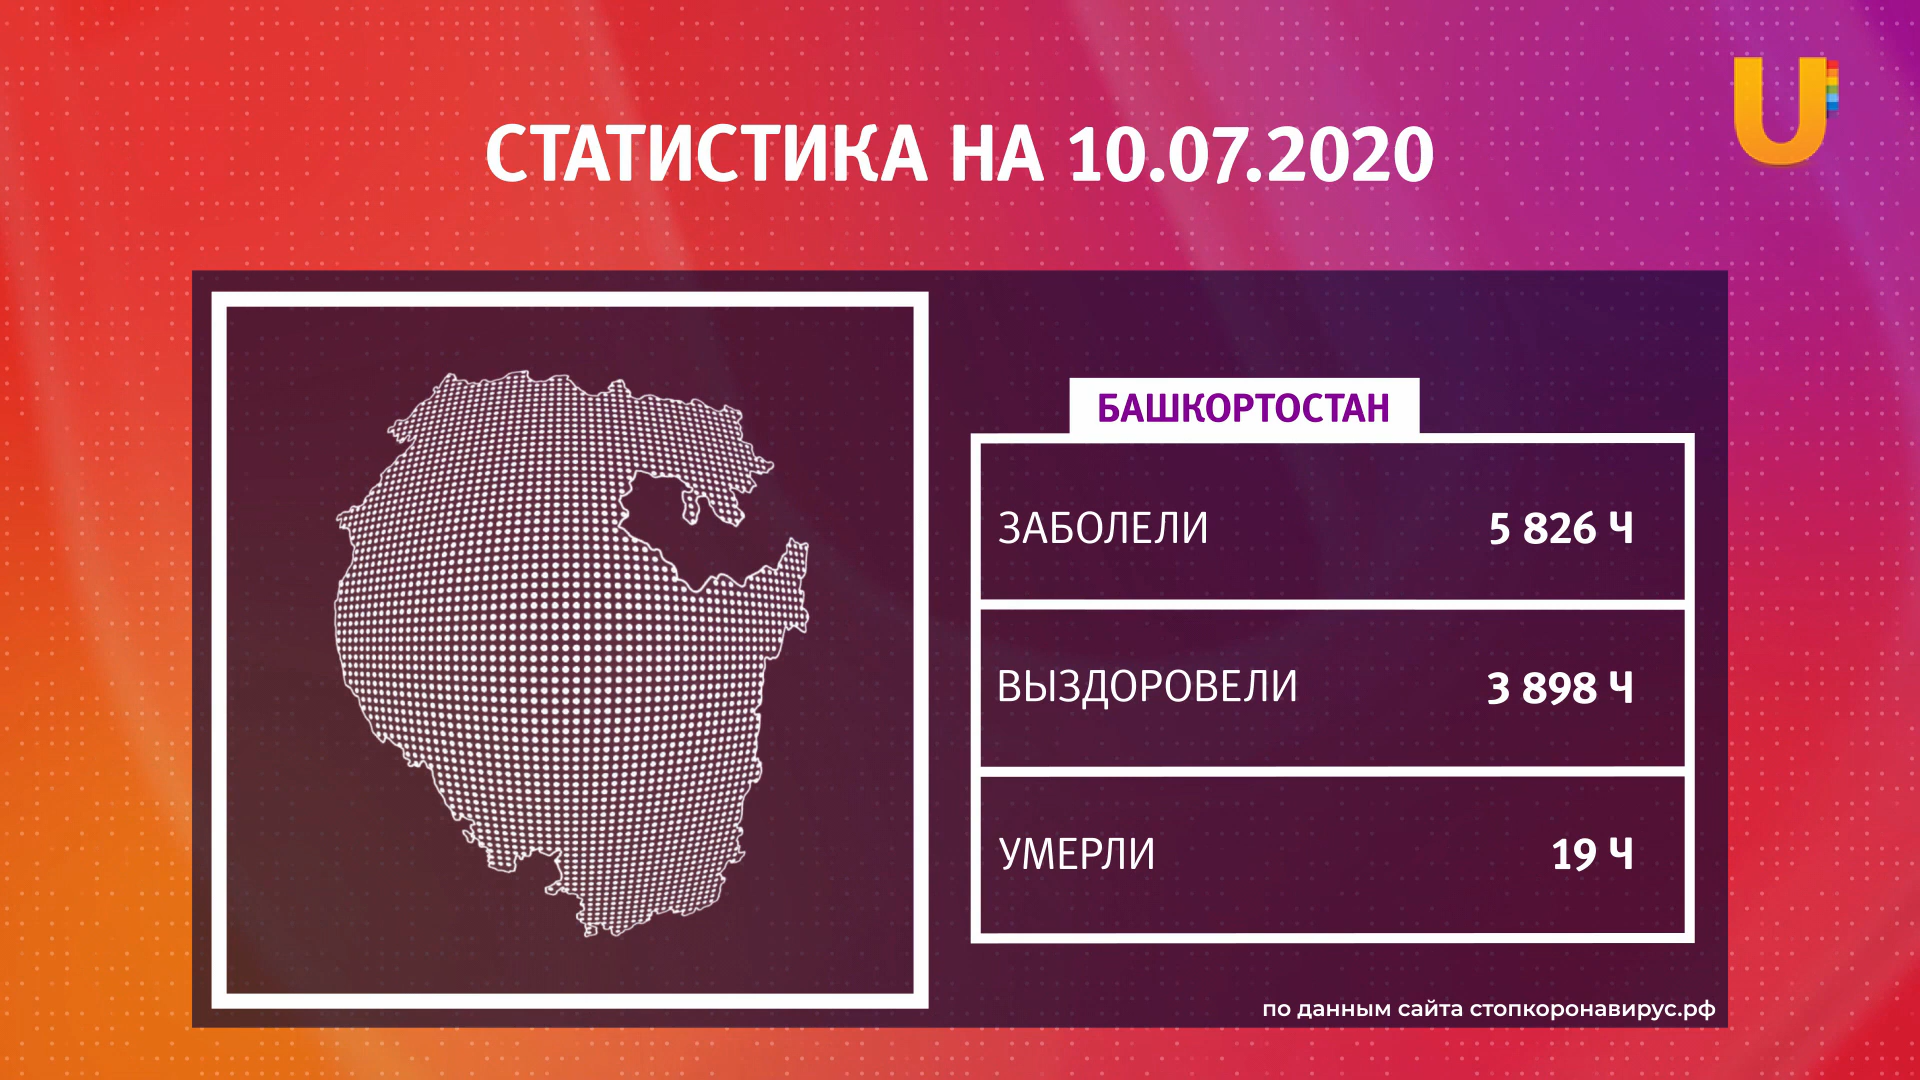 СТАТИСТИКА НА 10.07.2020
U
БАШКОРТОСТАН
ЗАБОЛЕЛИ 5 826 Ч
ВЫЗДОРОВЕЛИ 3 898 Ч
УМЕРЛИ 19 Ч
по данным сайта стопкоронавирус.рф